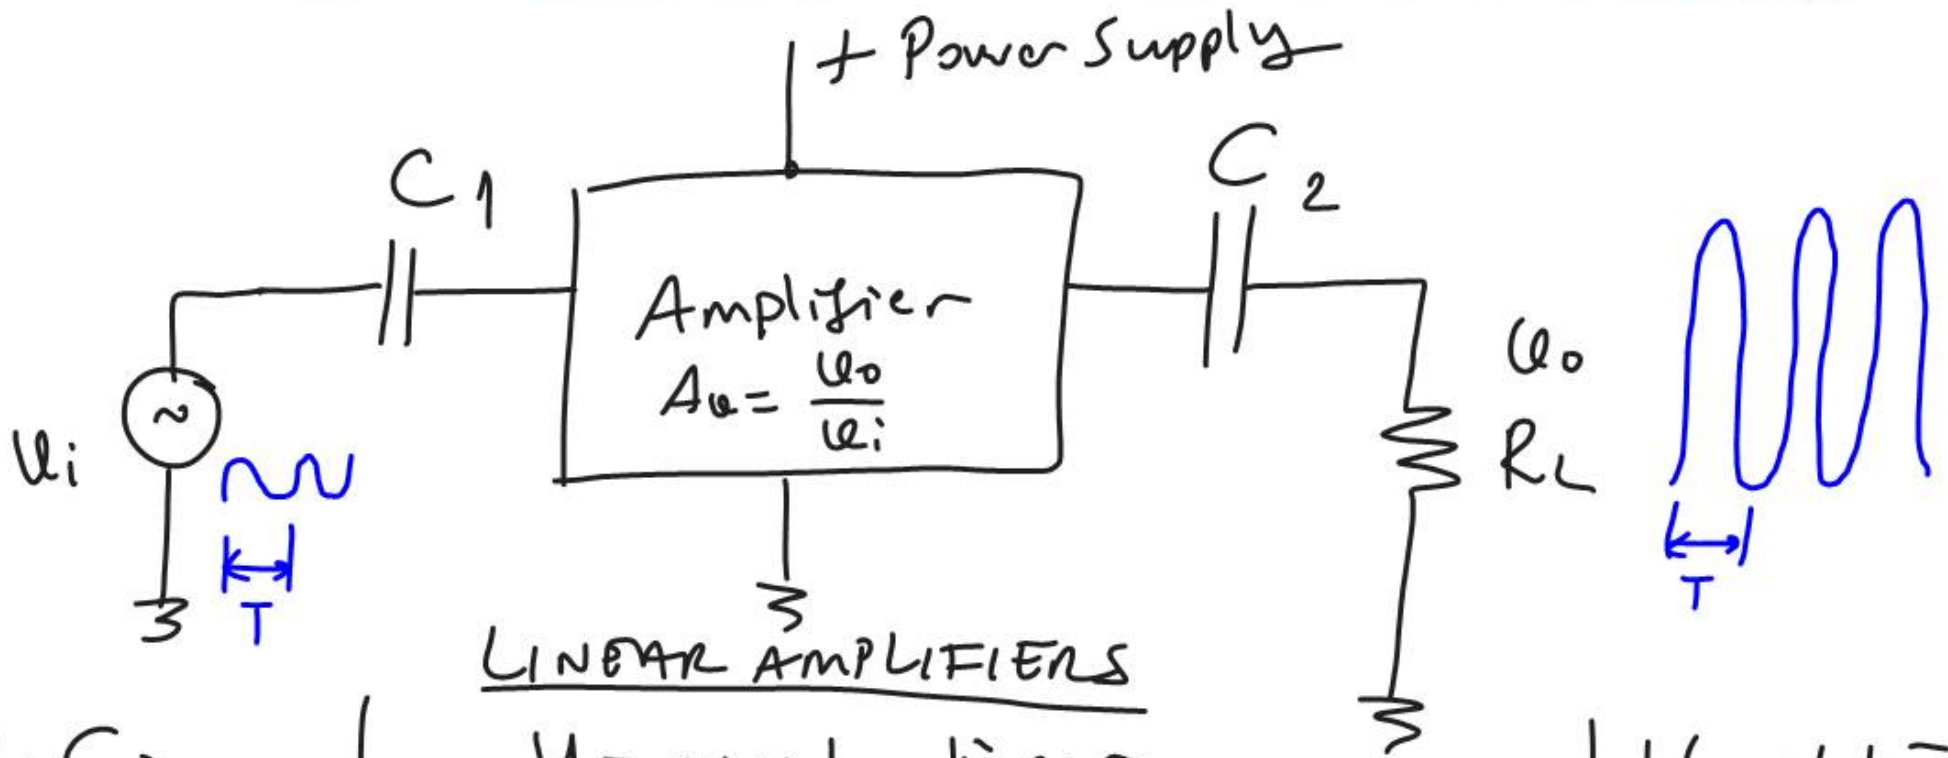 + Power Supply
C1
C2
Amplifier
Av = vo
vi
vi
~
T
vo
RL
T
LINEAR AMPLIFIERS